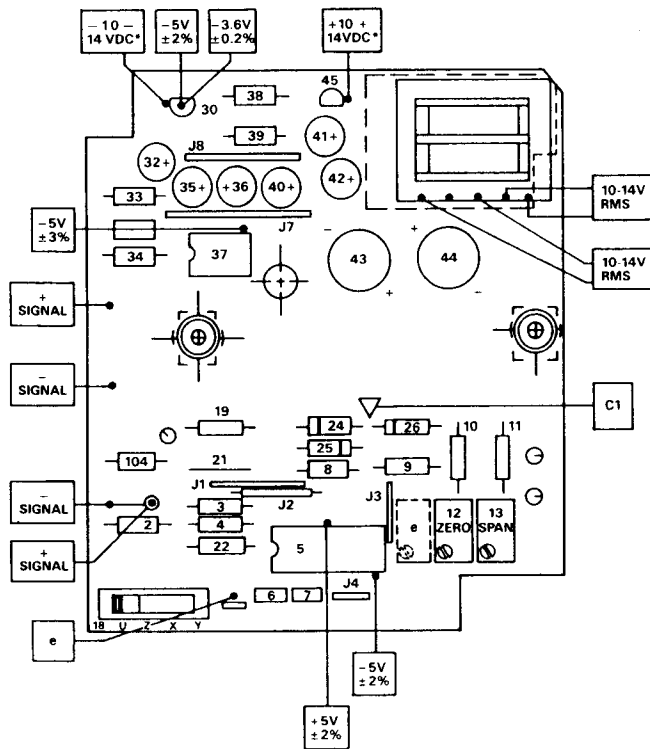 − 10 −
14 VDC*
−5V
±2%
−3.6V
±0.2%
+10 +
14VDC*
30
38
45
39
41+
J8
32+
35+
+36
40+
42+
33
J7
−5V
±3%
34
37
10-14V
RMS
10-14V
RMS
−
+
43
44
+
−
+
SIGNAL
−
SIGNAL
C1
19
24
26
10
11
25
104
21
8
9
J1
J2
J3
−
SIGNAL
3
2
4
e
12
ZERO
13
SPAN
+
SIGNAL
22
5
6
7
J4
18
U
Z
X
Y
e
−5V
±2%
+5V
±2%